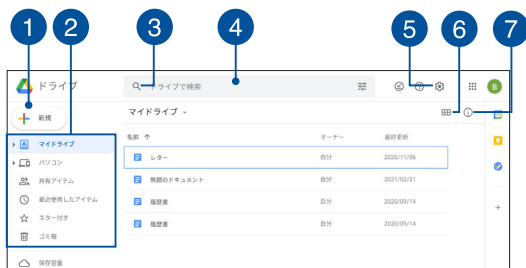 1 2 3 4 5 6 7
ドライブ ドライブで検索 B
新規 マイドライブ
名前 オーナー 最終更新
マイドライブ
レター 自分 2020/11/06
パソコン
無題のドキュメント 自分 2021/02/21
共有アイテム
最近使用したアイテム
履歴書 自分 2020/09/14
スター付き
履歴書 自分 2020/09/14
ゴミ箱
保存容量